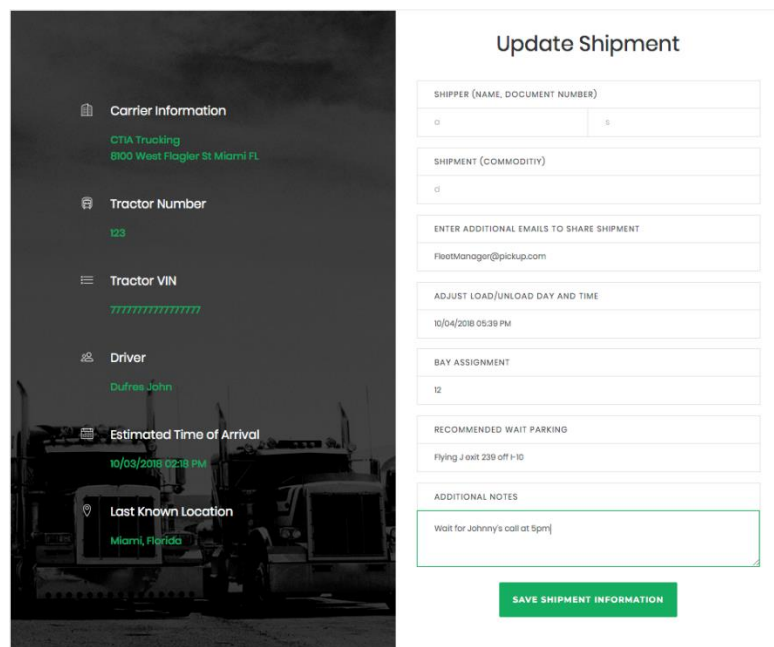 Carrier Information
CTIA Trucking
8100 West Flagler St Miami FL
Tractor Number
123
Tractor VIN
77777777777777777
Driver
Dufres John
Estimated Time of Arrival
10/03/2018 02:18 PM
Last Known Location
Miami, Florida
Update Shipment
SHIPPER (NAME, DOCUMENT NUMBER)
a s
SHIPMENT (COMMODITIY)
d
ENTER ADDITIONAL EMAILS TO SHARE SHIPMENT
FleetManager@pickup.com
ADJUST LOAD/UNLOAD DAY AND TIME
10/04/2018 05:39 PM
BAY ASSIGNMENT
12
RECOMMENDED WAIT PARKING
Flying J exit 239 off I-10
ADDITIONAL NOTES
Wait for Johnny's call at 5pm
SAVE SHIPMENT INFORMATION